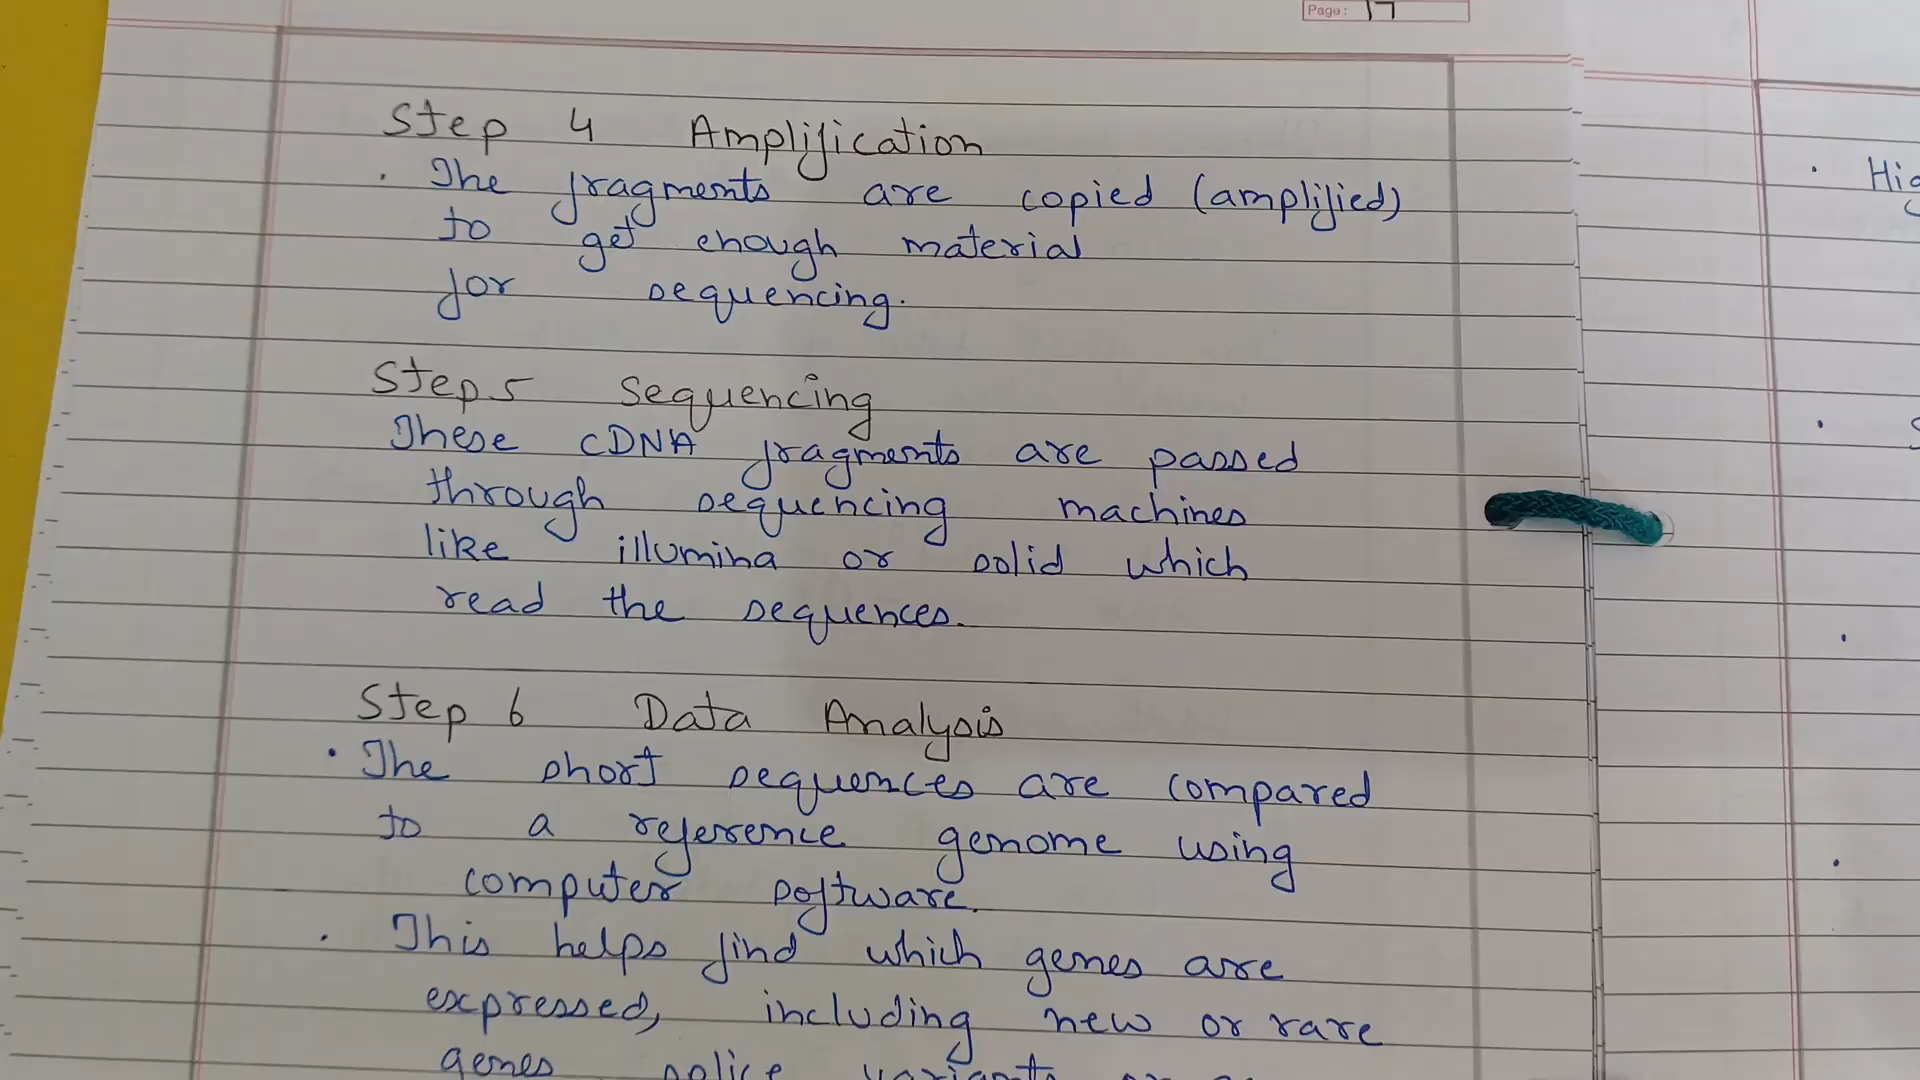 Page: 17
Step 4 Amplification
. The fragments are copied (amplified)
to get enough material
for sequencing.
Step 5 Sequencing
These cDNA fragments are passed
through sequencing machines
like illumina or solid which
read the sequences.
Step 6 Data Analysis
• The short sequences are compared
to a reference genome using
computer software.
. This helps find which genes are
expressed, including new or rare
genes